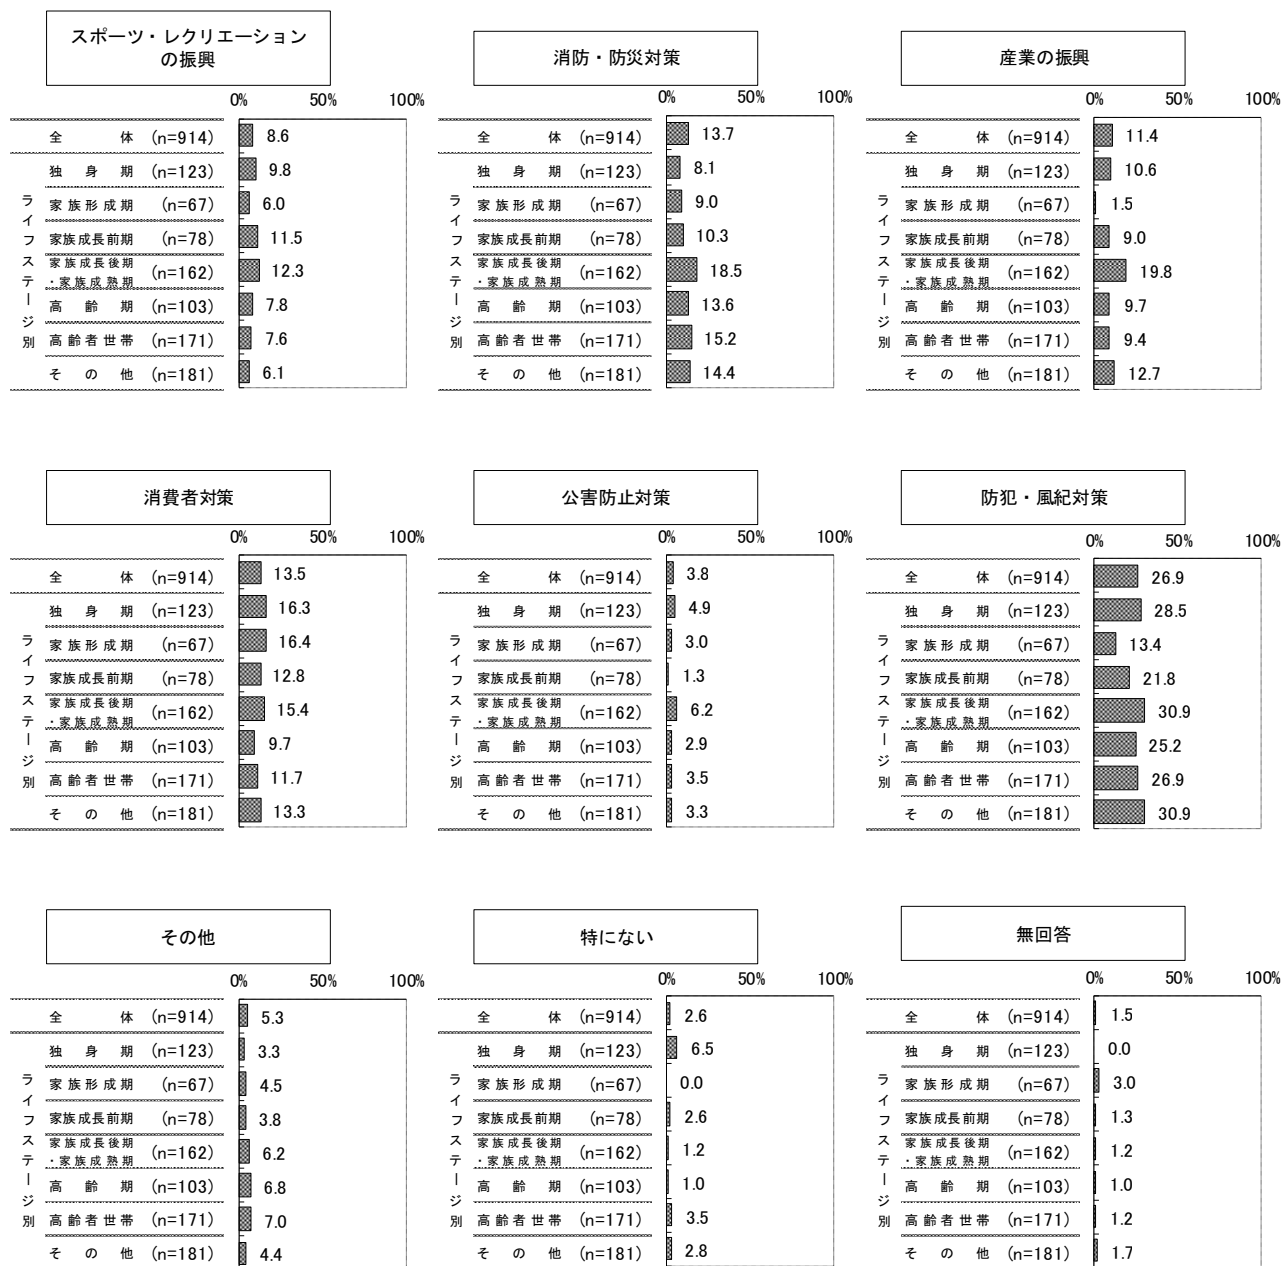 スポーツ・レクリエーション
の振興
0% 50% 100%
全体 (n=914) 8.6
独身期 (n=123) 9.8
家族形成期 (n=67) 6.0
家族成長前期 (n=78) 11.5
家族成長後期
・家族成熟期 (n=162) 12.3
高齢期 (n=103) 7.8
高齢者世帯 (n=171) 7.6
その他 (n=181) 6.1
ライフステージ別
消防・防災対策
0% 50% 100%
全体 (n=914) 13.7
独身期 (n=123) 8.1
家族形成期 (n=67) 9.0
家族成長前期 (n=78) 10.3
家族成長後期
・家族成熟期 (n=162) 18.5
高齢期 (n=103) 13.6
高齢者世帯 (n=171) 15.2
その他 (n=181) 14.4
ライフステージ別
産業の振興
0% 50% 100%
全体 (n=914) 11.4
独身期 (n=123) 10.6
家族形成期 (n=67) 1.5
家族成長前期 (n=78) 9.0
家族成長後期
・家族成熟期 (n=162) 19.8
高齢期 (n=103) 9.7
高齢者世帯 (n=171) 9.4
その他 (n=181) 12.7
ライフステージ別
消費者対策
0% 50% 100%
全体 (n=914) 13.5
独身期 (n=123) 16.3
家族形成期 (n=67) 16.4
家族成長前期 (n=78) 12.8
家族成長後期
・家族成熟期 (n=162) 15.4
高齢期 (n=103) 9.7
高齢者世帯 (n=171) 11.7
その他 (n=181) 13.3
ライフステージ別
公害防止対策
0% 50% 100%
全体 (n=914) 3.8
独身期 (n=123) 4.9
家族形成期 (n=67) 3.0
家族成長前期 (n=78) 1.3
家族成長後期
・家族成熟期 (n=162) 6.2
高齢期 (n=103) 2.9
高齢者世帯 (n=171) 3.5
その他 (n=181) 3.3
ライフステージ別
防犯・風紀対策
0% 50% 100%
全体 (n=914) 26.9
独身期 (n=123) 28.5
家族形成期 (n=67) 13.4
家族成長前期 (n=78) 21.8
家族成長後期
・家族成熟期 (n=162) 30.9
高齢期 (n=103) 25.2
高齢者世帯 (n=171) 26.9
その他 (n=181) 30.9
ライフステージ別
その他
0% 50% 100%
全体 (n=914) 5.3
独身期 (n=123) 3.3
家族形成期 (n=67) 4.5
家族成長前期 (n=78) 3.8
家族成長後期
・家族成熟期 (n=162) 6.2
高齢期 (n=103) 6.8
高齢者世帯 (n=171) 7.0
その他 (n=181) 4.4
ライフステージ別
特にない
0% 50% 100%
全体 (n=914) 2.6
独身期 (n=123) 6.5
家族形成期 (n=67) 0.0
家族成長前期 (n=78) 2.6
家族成長後期
・家族成熟期 (n=162) 1.2
高齢期 (n=103) 1.0
高齢者世帯 (n=171) 3.5
その他 (n=181) 2.8
ライフステージ別
無回答
0% 50% 100%
全体 (n=914) 1.5
独身期 (n=123) 0.0
家族形成期 (n=67) 3.0
家族成長前期 (n=78) 1.3
家族成長後期
・家族成熟期 (n=162) 1.2
高齢期 (n=103) 1.0
高齢者世帯 (n=171) 1.2
その他 (n=181) 1.7
ライフステージ別